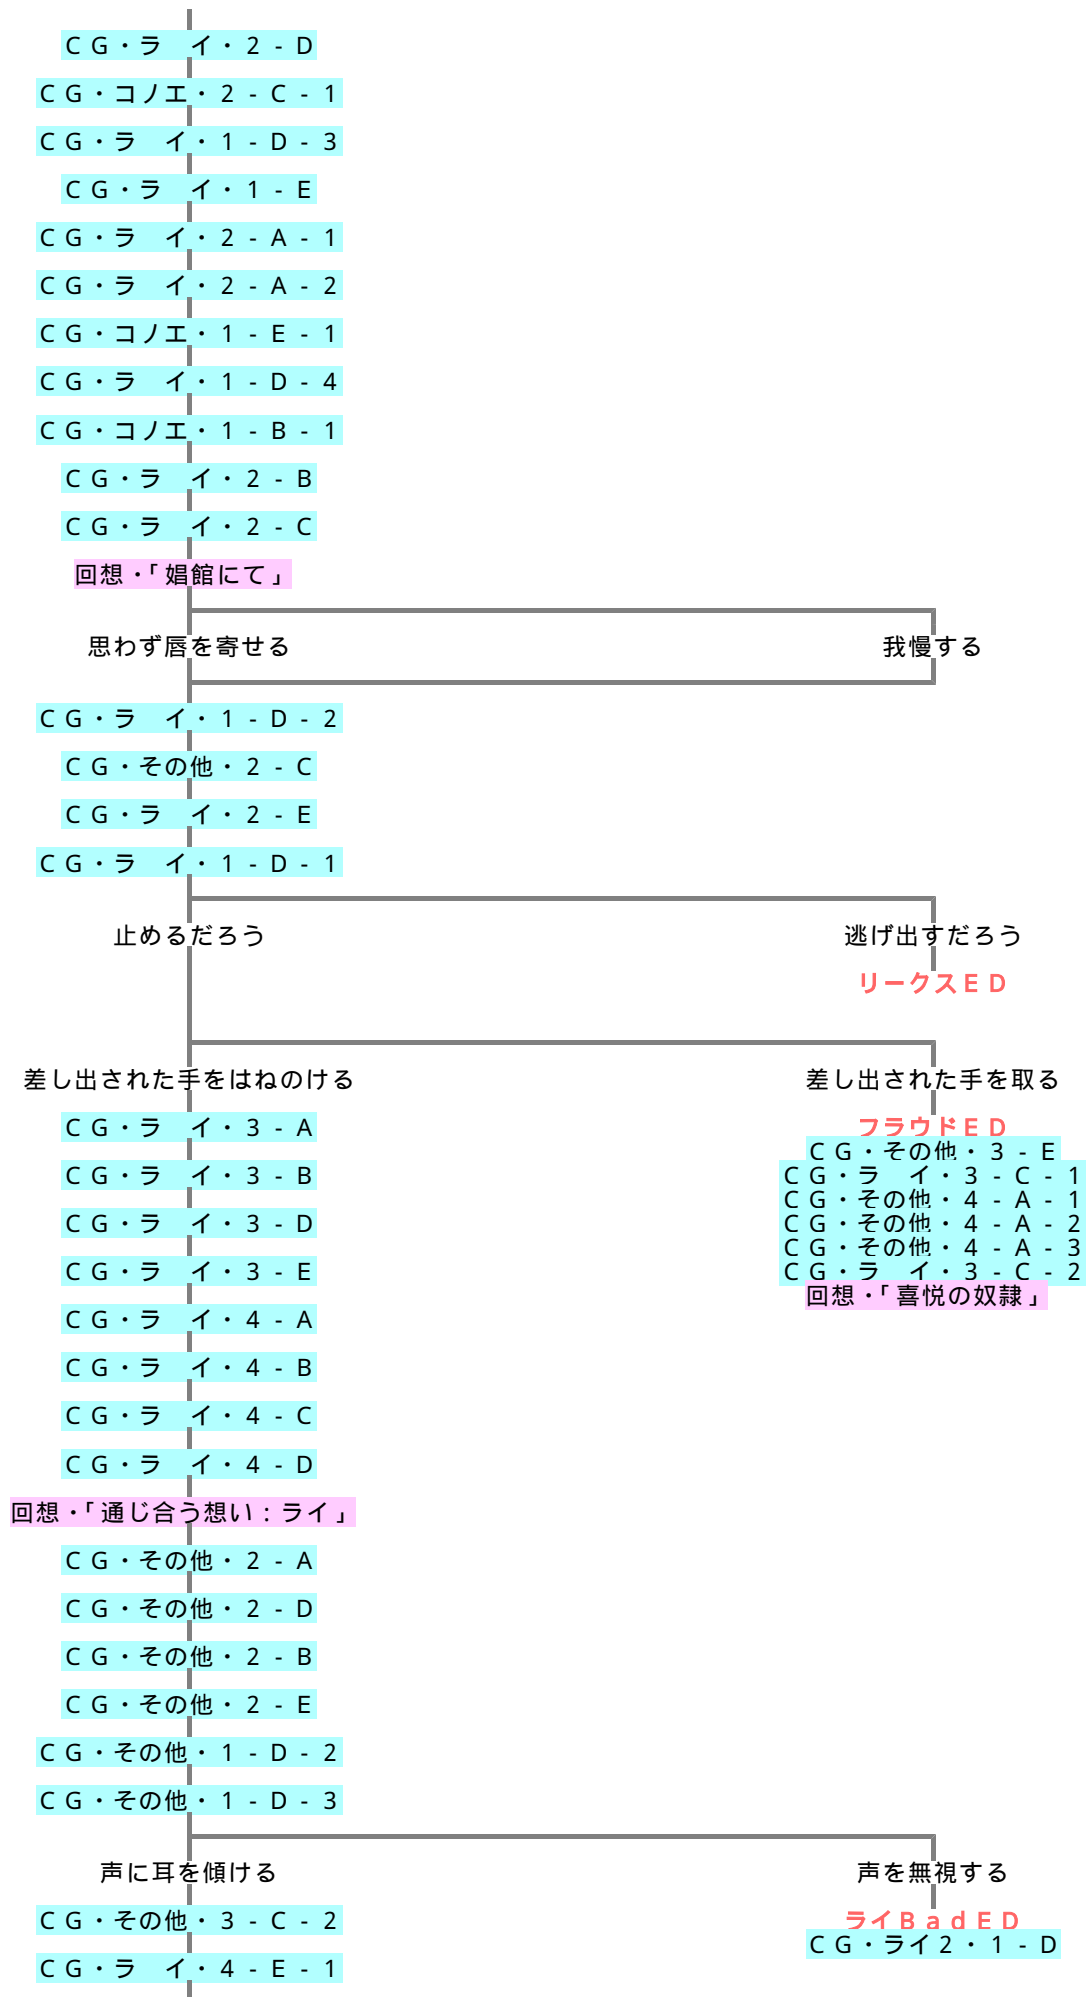 ＣＧ・ラ　イ・２‐Ｄ
ＣＧ・コノエ・２‐Ｃ‐１
ＣＧ・ラ　イ・１‐Ｄ‐３
ＣＧ・ラ　イ・１‐Ｅ
ＣＧ・ラ　イ・２‐Ａ‐１
ＣＧ・ラ　イ・２‐Ａ‐２
ＣＧ・コノエ・１‐Ｅ‐１
ＣＧ・ラ　イ・１‐Ｄ‐４
ＣＧ・コノエ・１‐Ｂ‐１
ＣＧ・ラ　イ・２‐Ｂ
ＣＧ・ラ　イ・２‐Ｃ
回想・「娼館にて」
思わず唇を寄せる
我慢する
ＣＧ・ラ　イ・１‐Ｄ‐２
ＣＧ・その他・２‐Ｃ
ＣＧ・ラ　イ・２‐Ｅ
ＣＧ・ラ　イ・１‐Ｄ‐１
止めるだろう
逃げ出すだろう
リークスＥＤ
差し出された手をはねのける
差し出された手を取る
ＣＧ・ラ　イ・３‐Ａ
ＣＧ・ラ　イ・３‐Ｂ
ＣＧ・ラ　イ・３‐Ｄ
ＣＧ・ラ　イ・３‐Ｅ
ＣＧ・ラ　イ・４‐Ａ
ＣＧ・ラ　イ・４‐Ｂ
ＣＧ・ラ　イ・４‐Ｃ
ＣＧ・ラ　イ・４‐Ｄ
フラウドＥＤ
ＣＧ・その他・３‐Ｅ
ＣＧ・ラ　イ・３‐Ｃ‐１
ＣＧ・その他・４‐Ａ‐１
ＣＧ・その他・４‐Ａ‐２
ＣＧ・その他・４‐Ａ‐３
ＣＧ・ラ　イ・３‐Ｃ‐２
回想・「喜悦の奴隷」
回想・「通じ合う想い：ライ」
ＣＧ・その他・２‐Ａ
ＣＧ・その他・２‐Ｄ
ＣＧ・その他・２‐Ｂ
ＣＧ・その他・２‐Ｅ
ＣＧ・その他・１‐Ｄ‐２
ＣＧ・その他・１‐Ｄ‐３
声に耳を傾ける
声を無視する
ＣＧ・その他・３‐Ｃ‐２
ＣＧ・ラ　イ・４‐Ｅ‐１
ライＢａｄＥＤ
ＣＧ・ライ２・１‐Ｄ